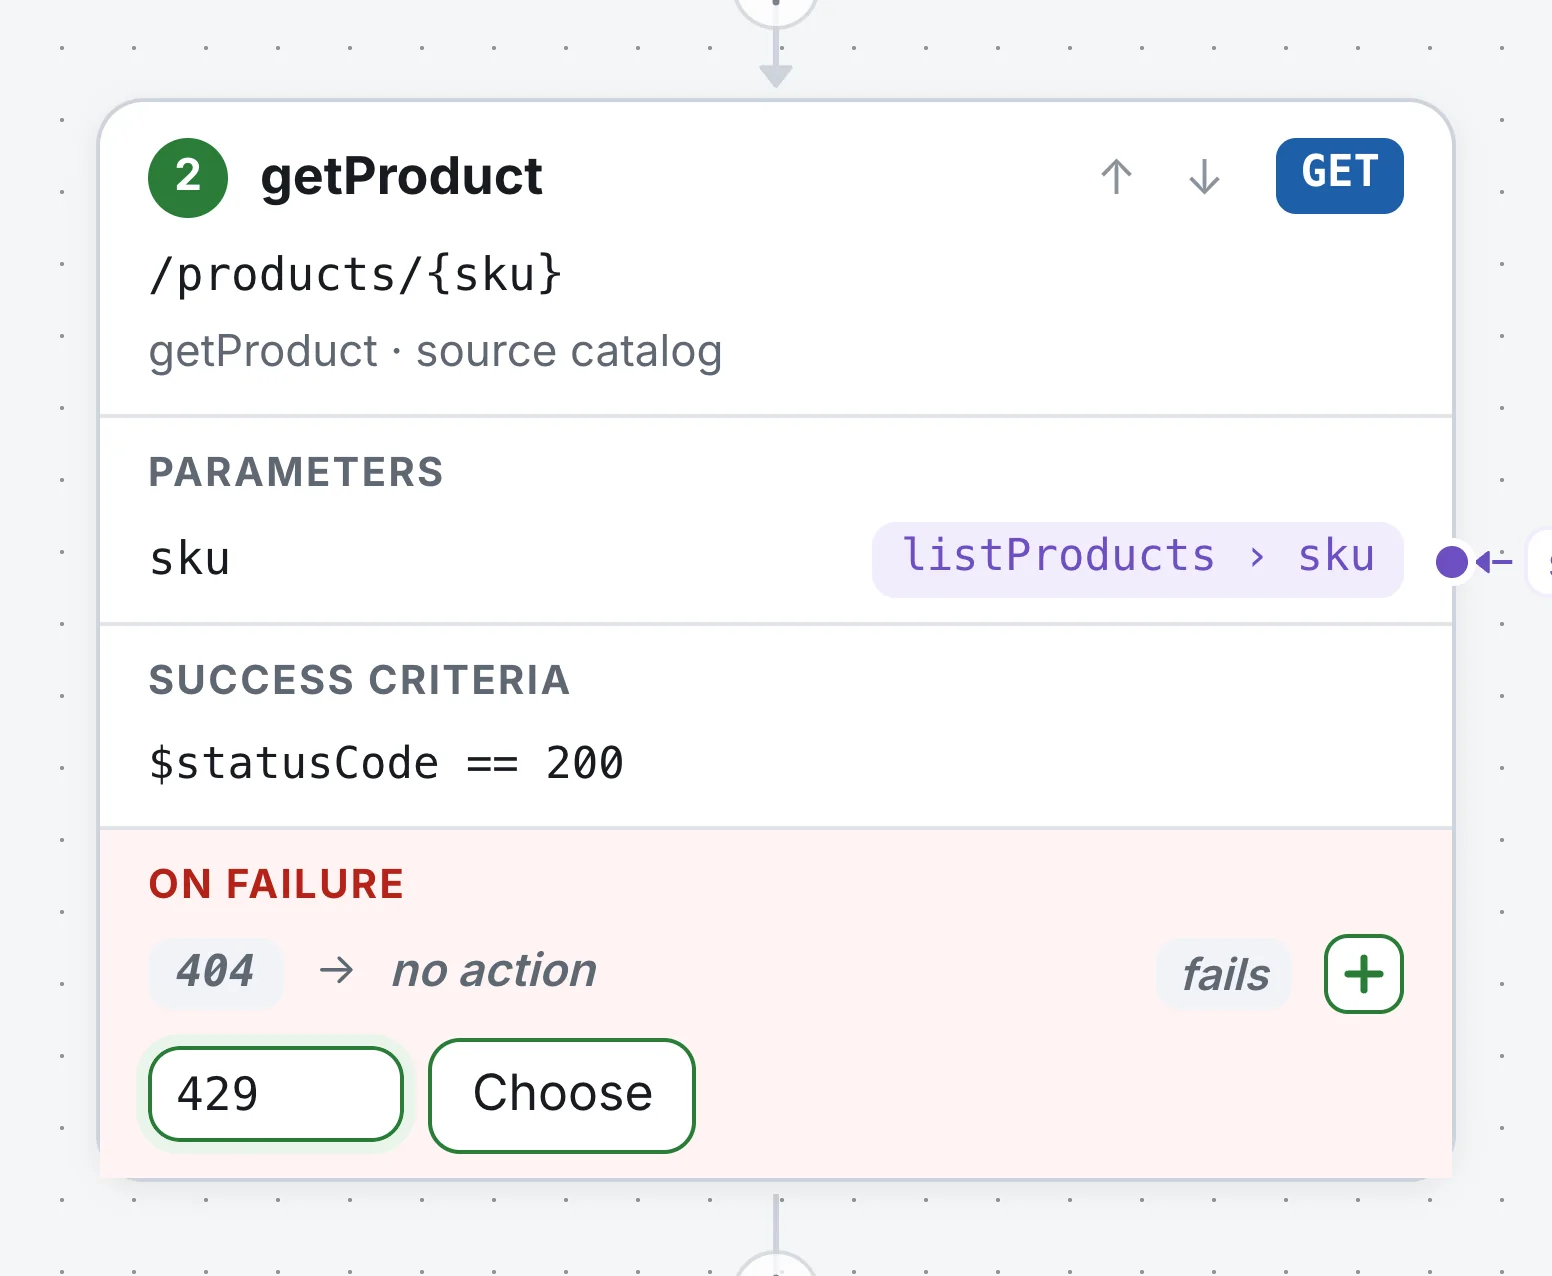 2 getProduct ↑ ↓ GET
/products/{sku}
getProduct · source catalog
PARAMETERS
sku listProducts › sku
SUCCESS CRITERIA
$statusCode == 200
ON FAILURE
404 → no action fails +
429 Choose